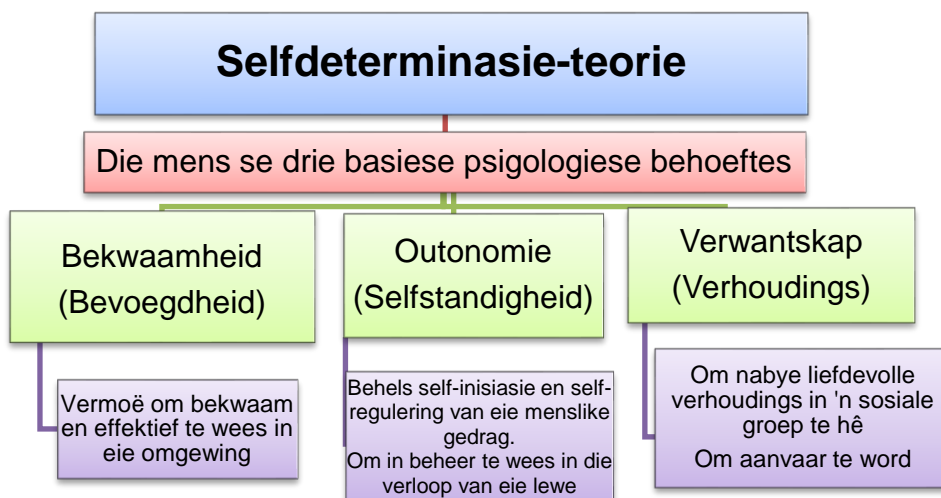 Selfdeterminasie-teorie
Die mens se drie basiese psigologiese behoeftes
Bekwaamheid
(Bevoegdheid)
Vermoë om bekwaam
en effektief te wees in
eie omgewing
Outonomie
(Selfstandigheid)
Behels self-inisiasie en self-
regulering van eie menslike
gedrag.
Om in beheer te wees in die
verloop van eie lewe
Verwantskap
(Verhoudings)
Om nabye liefdevolle
verhoudings in 'n sosiale
groep te hê
Om aanvaar te word